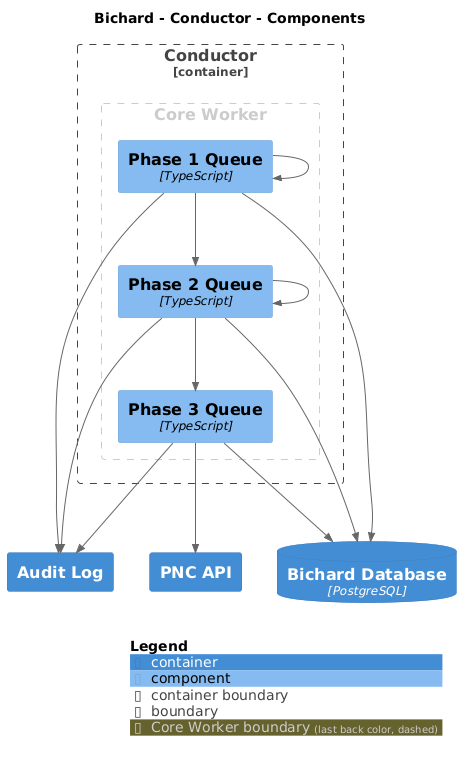 Bichard - Conductor - Components
Conductor
[container]
Core Worker
Phase 1 Queue
[TypeScript]
Phase 2 Queue
[TypeScript]
Phase 3 Queue
[TypeScript]
Audit Log
PNC API
Bichard Database
[PostgreSQL]
Legend
▯ container
▯ component
▯ container boundary
▯ boundary
▯ Core Worker boundary (last back color, dashed)